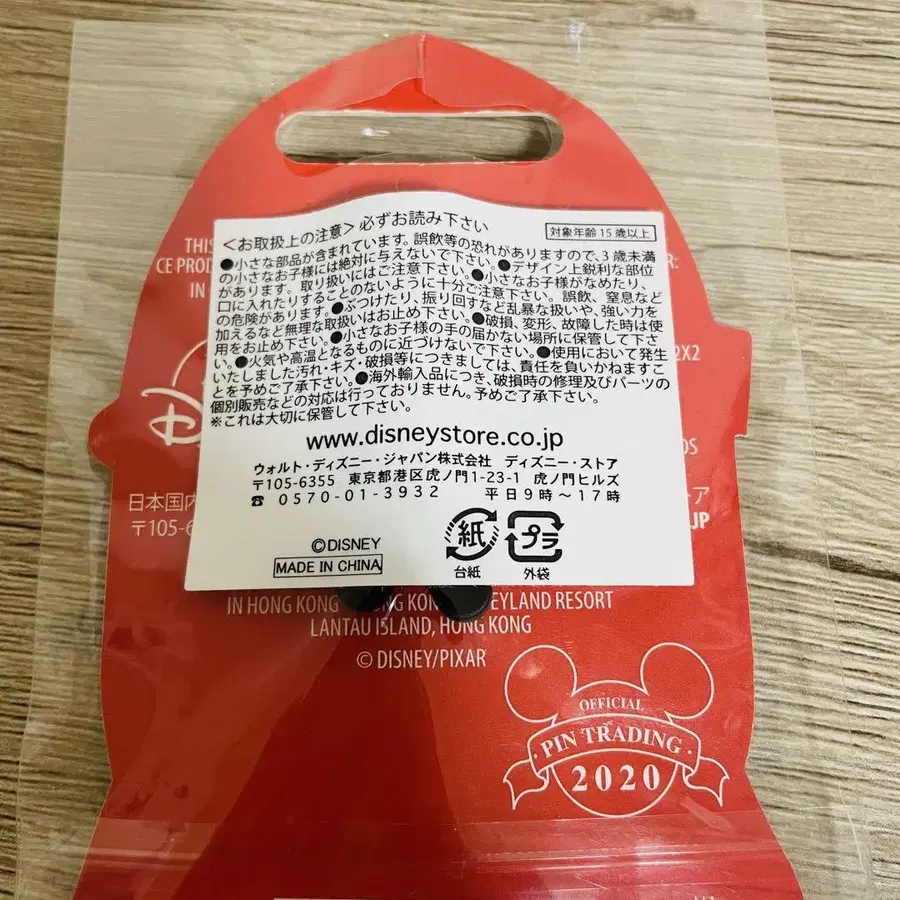 <お取扱上の注意>必ずお読み下さい
対象年齢15歳以上
●小さな部品が含まれています。誤飲等の恐れがありますので、3歳未満
の小さなお子様には絶対に与えないで下さい。●デザイン上鋭利な部位
があります。取り扱いにはご注意下さい。●小さなお子様がなめたり、
口に入れたりすることのないように十分ご注意下さい。誤飲、窒息など
の危険があります。●ぶつけたり、振り回すなど乱暴な扱いや、強い力を
加えるなど無理な取扱いはお止め下さい。●破損、変形、故障した時は使
用をお止め下さい。●小さいお子様の手の届かない場所に保管して下さ
い。●火気や高温となるものに近づけないで下さい。●使用において発生
いたしました汚れ・キズ・破損等につきましては、責任を負いかねますこ
とを予めご了承下さい。●海外輸入品につき、破損時の修理及びパーツの
個別販売などの対応は行っておりません。予めご了承下さい。
※これは大切に保管して下さい。
www.disneystore.co.jp
ウォルト・ディズニー・ジャパン株式会社 ディズニー・ストア
〒105-6355 東京都港区虎ノ門1-23-1 虎ノ門ヒルズ
☎ 0570-01-3932 平日9時～17時
©DISNEY
MADE IN CHINA
紙
台紙
プラ
外袋
THIS
CE PROD
IN
R:
2X2
DS
日本国内
ストア
〒105-6
JP
IN HONG KONG
EYLAND RESORT
LANTAU ISLAND, HONG KONG
© DISNEY/PIXAR
OFFICIAL
PIN TRADING
2020